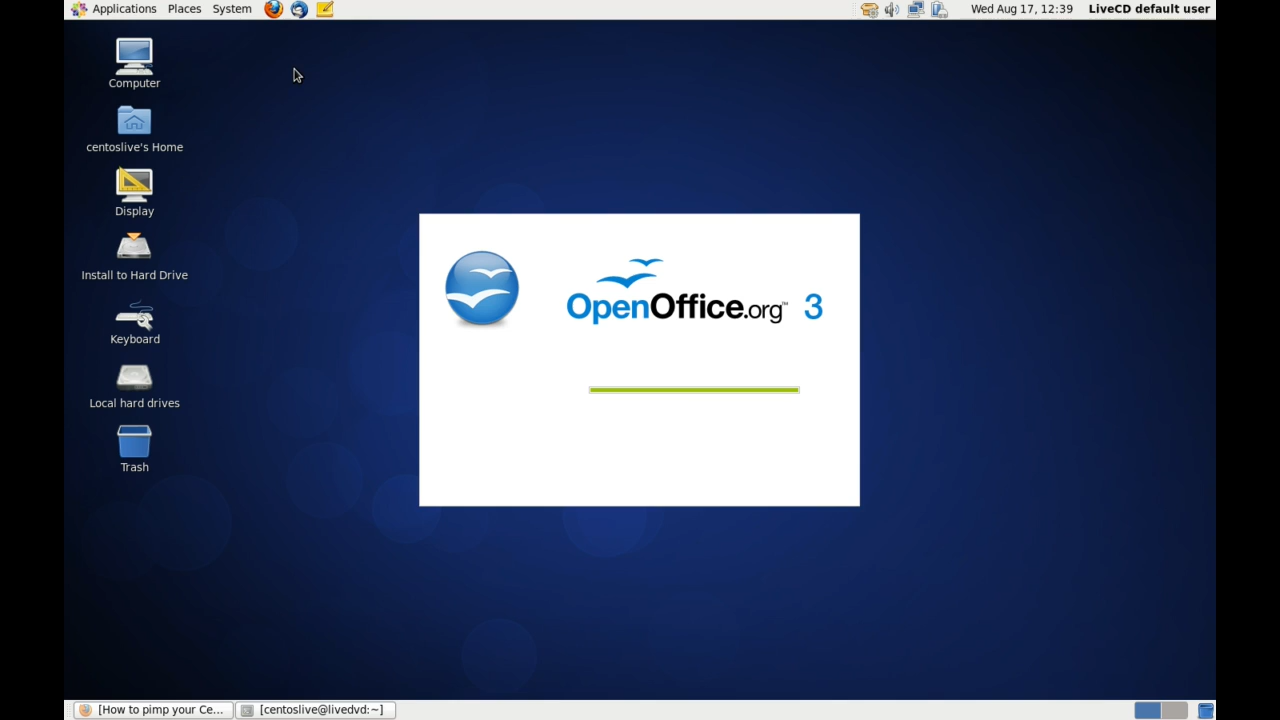 Applications Places System Wed Aug 17, 12:39 LiveCD default user
Computer
centoslive's Home
Display
Install to Hard Drive
Keyboard
Local hard drives
Trash
OpenOffice.org™ 3
[How to pimp your Ce... [centoslive@livedvd:~]